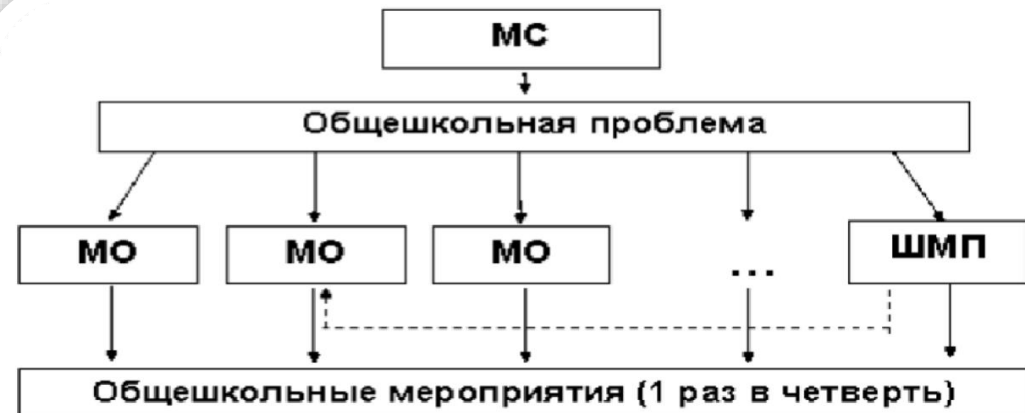 МС
Общешкольная проблема
МО МО МО ... ШМП
Общешкольные мероприятия (1 раз в четверть)